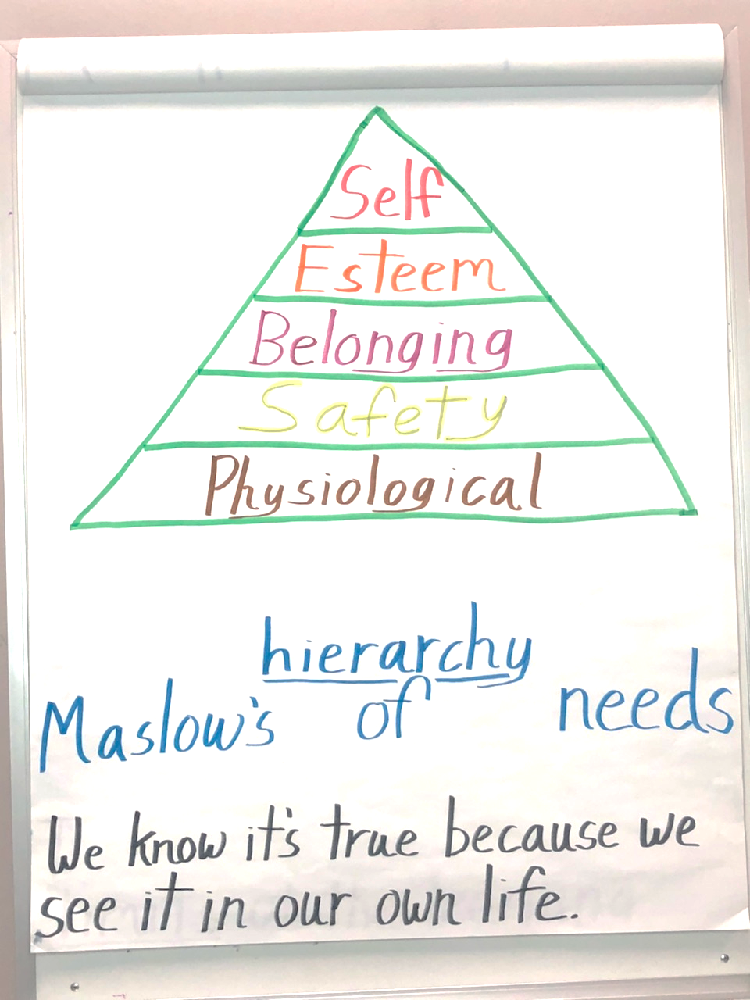 Self
Esteem
Belonging
Safety
Physiological
hierarchy
Maslow's of needs
We know it's true because we
see it in our own life.